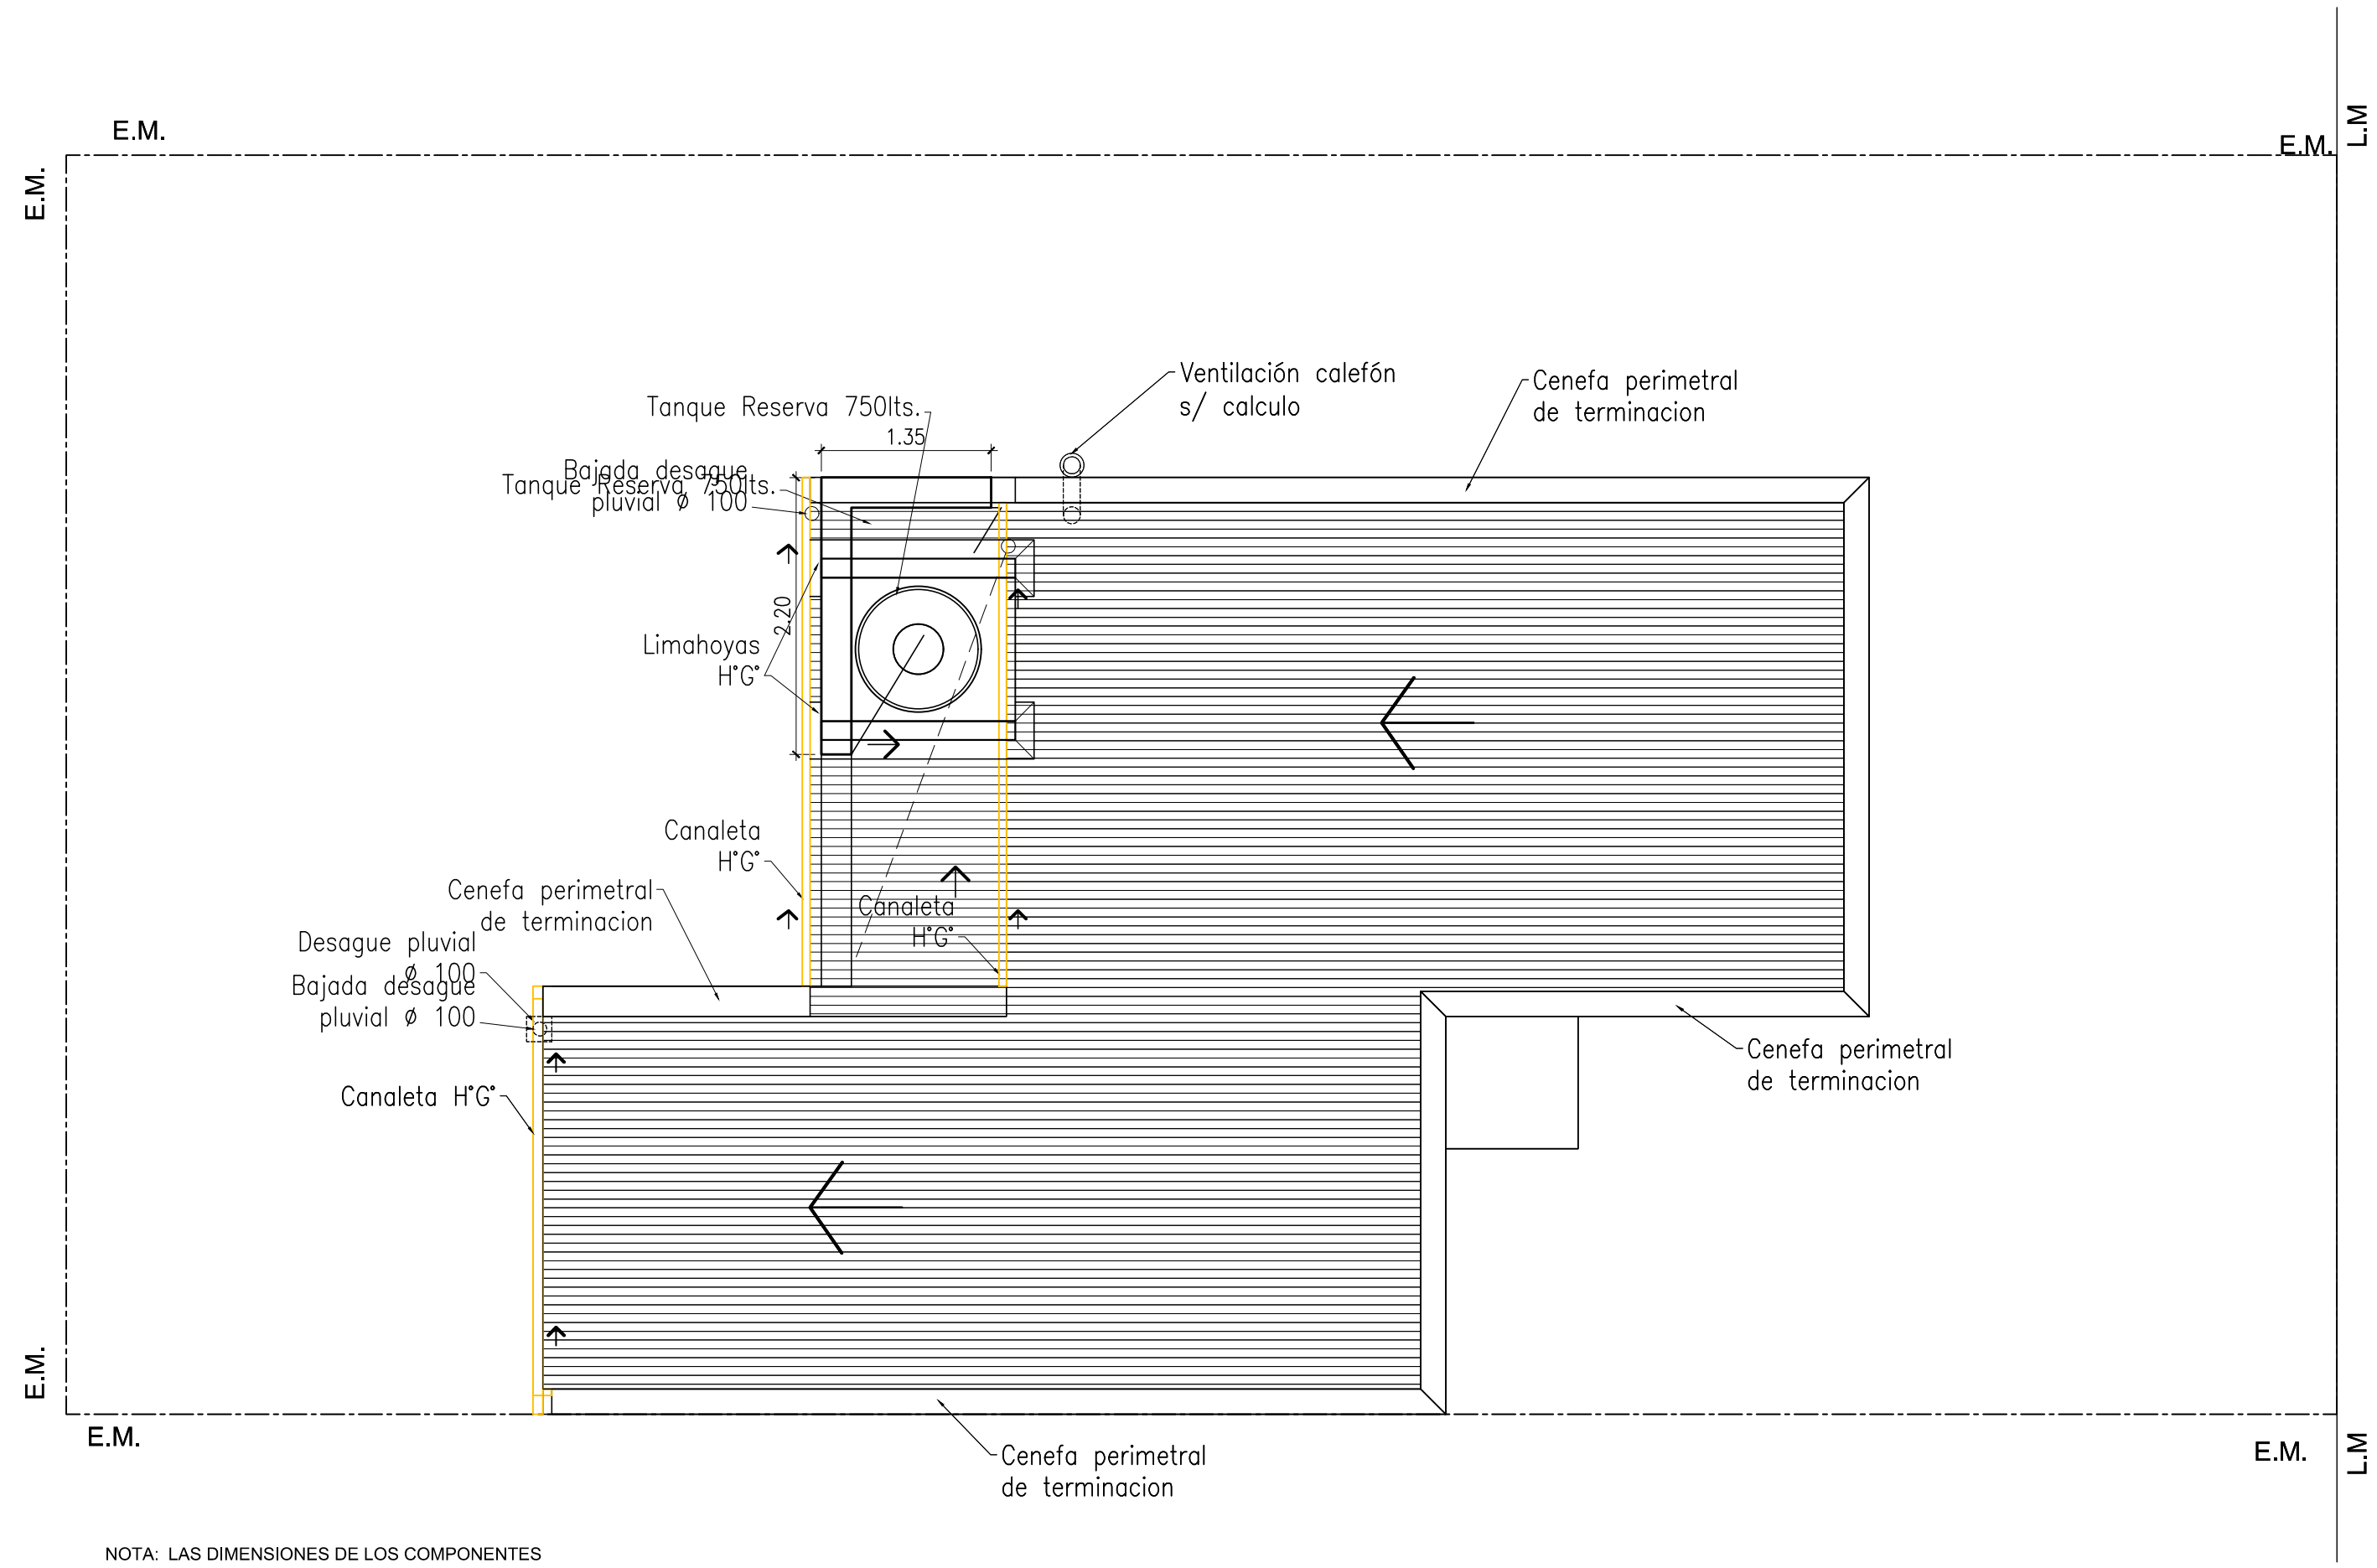 E.M.
E.M.
L.M
E.M.
Ventilación calefón
s/ calculo
Cenefa perimetral
de terminacion
Tanque Reserva 750lts.
1.35
Bajada desague
pluvial ø 100
Tanque Reserva 750lts.
2.20
Limahoyas
H°G°
Canaleta
H°G°
Cenefa perimetral
de terminacion
Canaleta
H°G°
Desague pluvial
ø 100
Bajada desague
pluvial ø 100
Canaleta H°G°
Cenefa perimetral
de terminacion
E.M.
E.M.
E.M.
L.M
Cenefa perimetral
de terminacion
NOTA: LAS DIMENSIONES DE LOS COMPONENTES